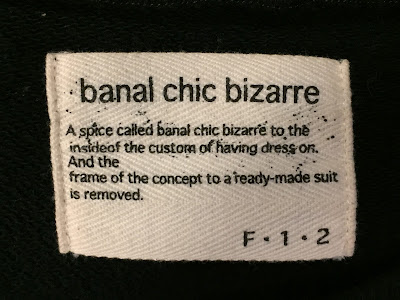 banal chic bizarre
A spice called banal chic bizarre to the
insideof the custom of having dress on.
And the
frame of the concept to a ready-made suit
is removed.
F・1・2